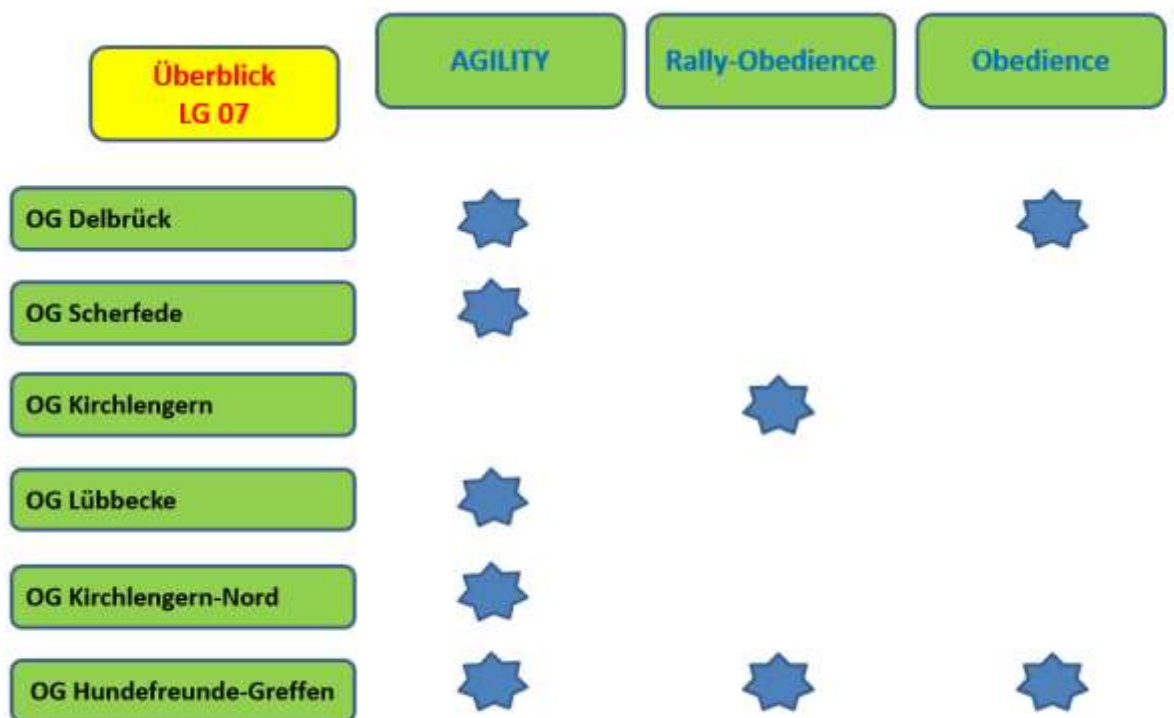 Überblick
LG 07
AGILITY
Rally-Obedience
Obedience
OG Delbrück
OG Scherfede
OG Kirchlengern
OG Lübbecke
OG Kirchlengern-Nord
OG Hundefreunde-Greffen